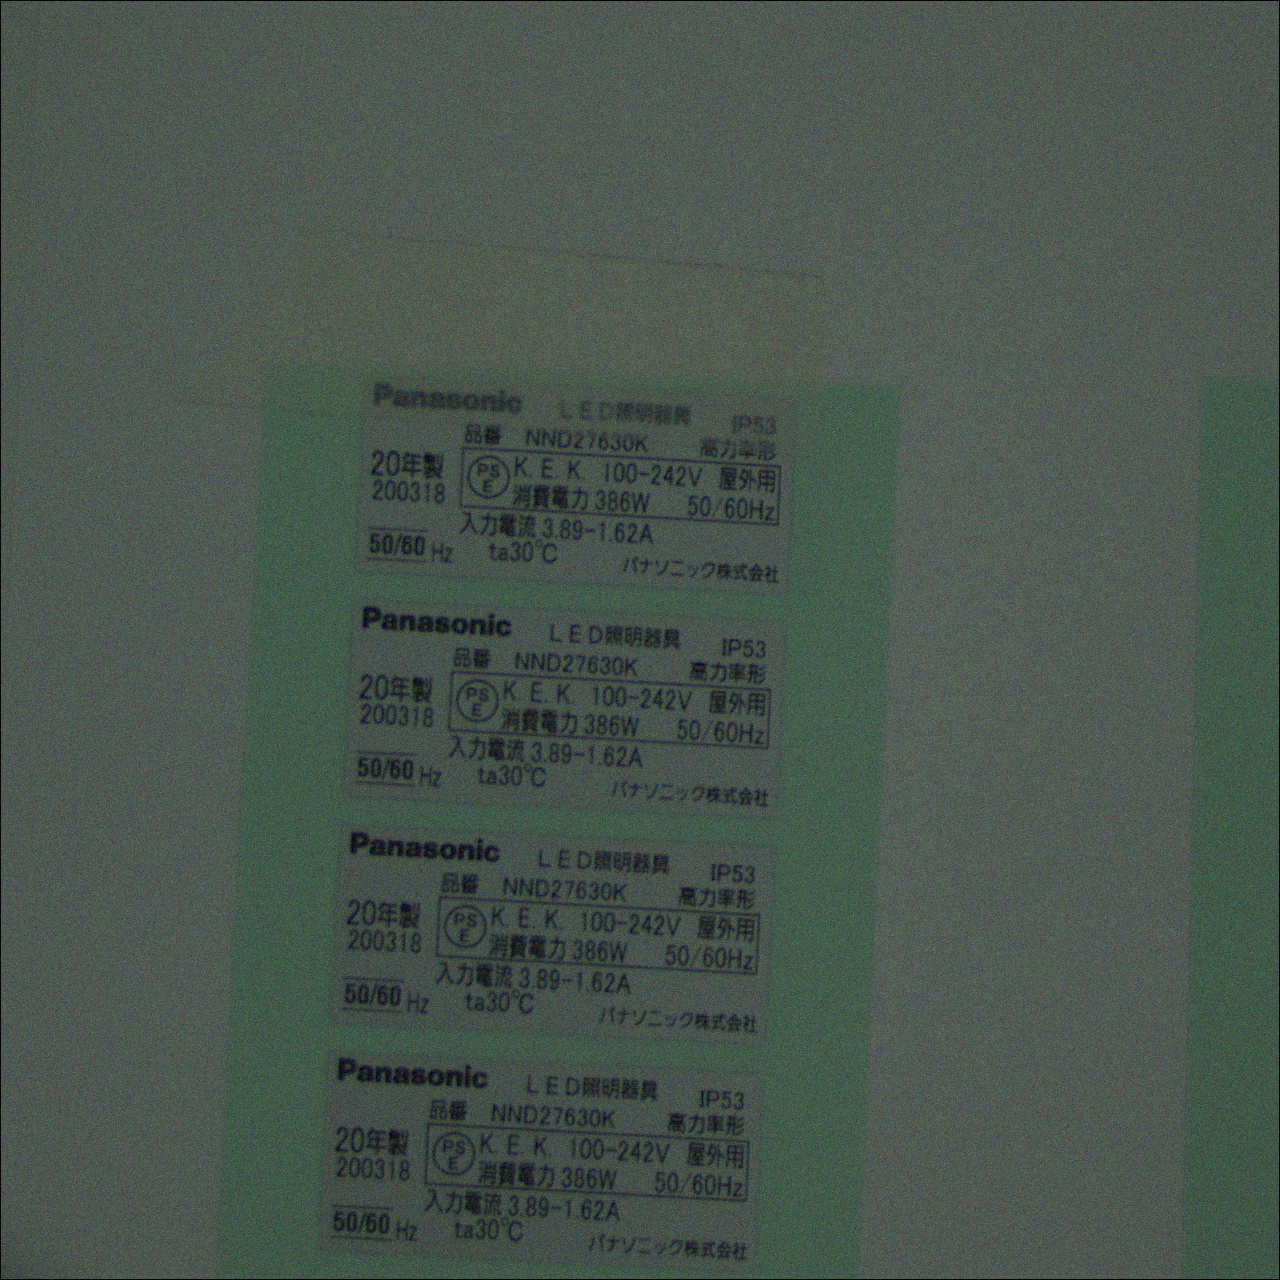 Panasonic LED照明器具 IP53
品番 NND27630K 高力率形
20年製 PS E K. E. K. 100-242V 屋外用
200318 消費電力 386W 50/60Hz
入力電流 3.89-1.62A
50/60 Hz ta30℃ パナソニック株式会社
Panasonic LED照明器具 IP53
品番 NND27630K 高力率形
20年製 PS E K. E. K. 100-242V 屋外用
200318 消費電力 386W 50/60Hz
入力電流 3.89-1.62A
50/60 Hz ta30℃ パナソニック株式会社
Panasonic LED照明器具 IP53
品番 NND27630K 高力率形
20年製 PS E K. E. K. 100-242V 屋外用
200318 消費電力 386W 50/60Hz
入力電流 3.89-1.62A
50/60 Hz ta30℃ パナソニック株式会社
Panasonic LED照明器具 IP53
品番 NND27630K 高力率形
20年製 PS E K. E. K. 100-242V 屋外用
200318 消費電力 386W 50/60Hz
入力電流 3.89-1.62A
50/60 Hz ta30℃ パナソニック株式会社